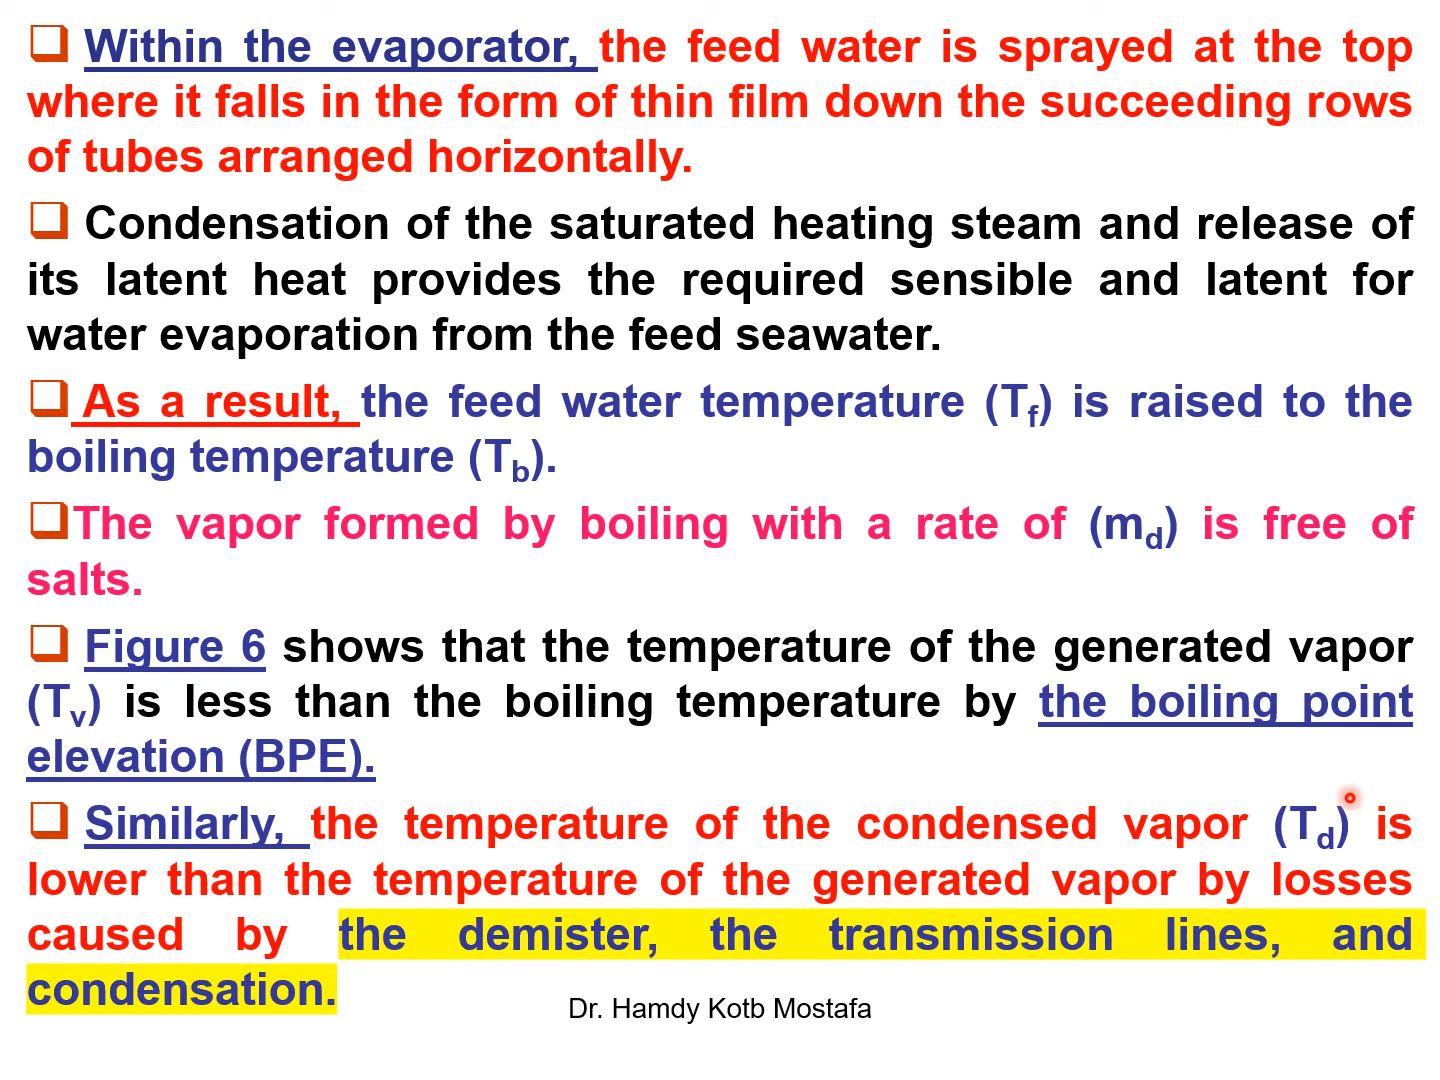 Within the evaporator, the feed water is sprayed at the top
where it falls in the form of thin film down the succeeding rows
of tubes arranged horizontally.
Condensation of the saturated heating steam and release of
its latent heat provides the required sensible and latent for
water evaporation from the feed seawater.
As a result, the feed water temperature (Tf) is raised to the
boiling temperature (Tb).
The vapor formed by boiling with a rate of (md) is free of
salts.
Figure 6 shows that the temperature of the generated vapor
(Tv) is less than the boiling temperature by the boiling point
elevation (BPE).
Similarly, the temperature of the condensed vapor (Td) is
lower than the temperature of the generated vapor by losses
caused by the demister, the transmission lines, and
condensation.
Dr. Hamdy Kotb Mostafa